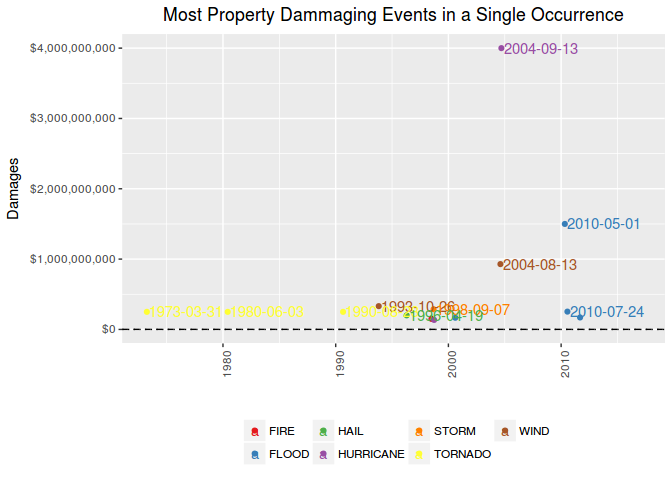 Most Property Dammaging Events in a Single Occurrence
Damages
$4,000,000,000
$3,000,000,000
$2,000,000,000
$1,000,000,000
$0
2004-09-13
2010-05-01
2004-08-13
1993-10-26
1998-09-07
1973-03-31
1980-06-03
2010-07-24
1980
1990
2000
2010
FIRE
HAIL
STORM
WIND
FLOOD
HURRICANE
TORNADO